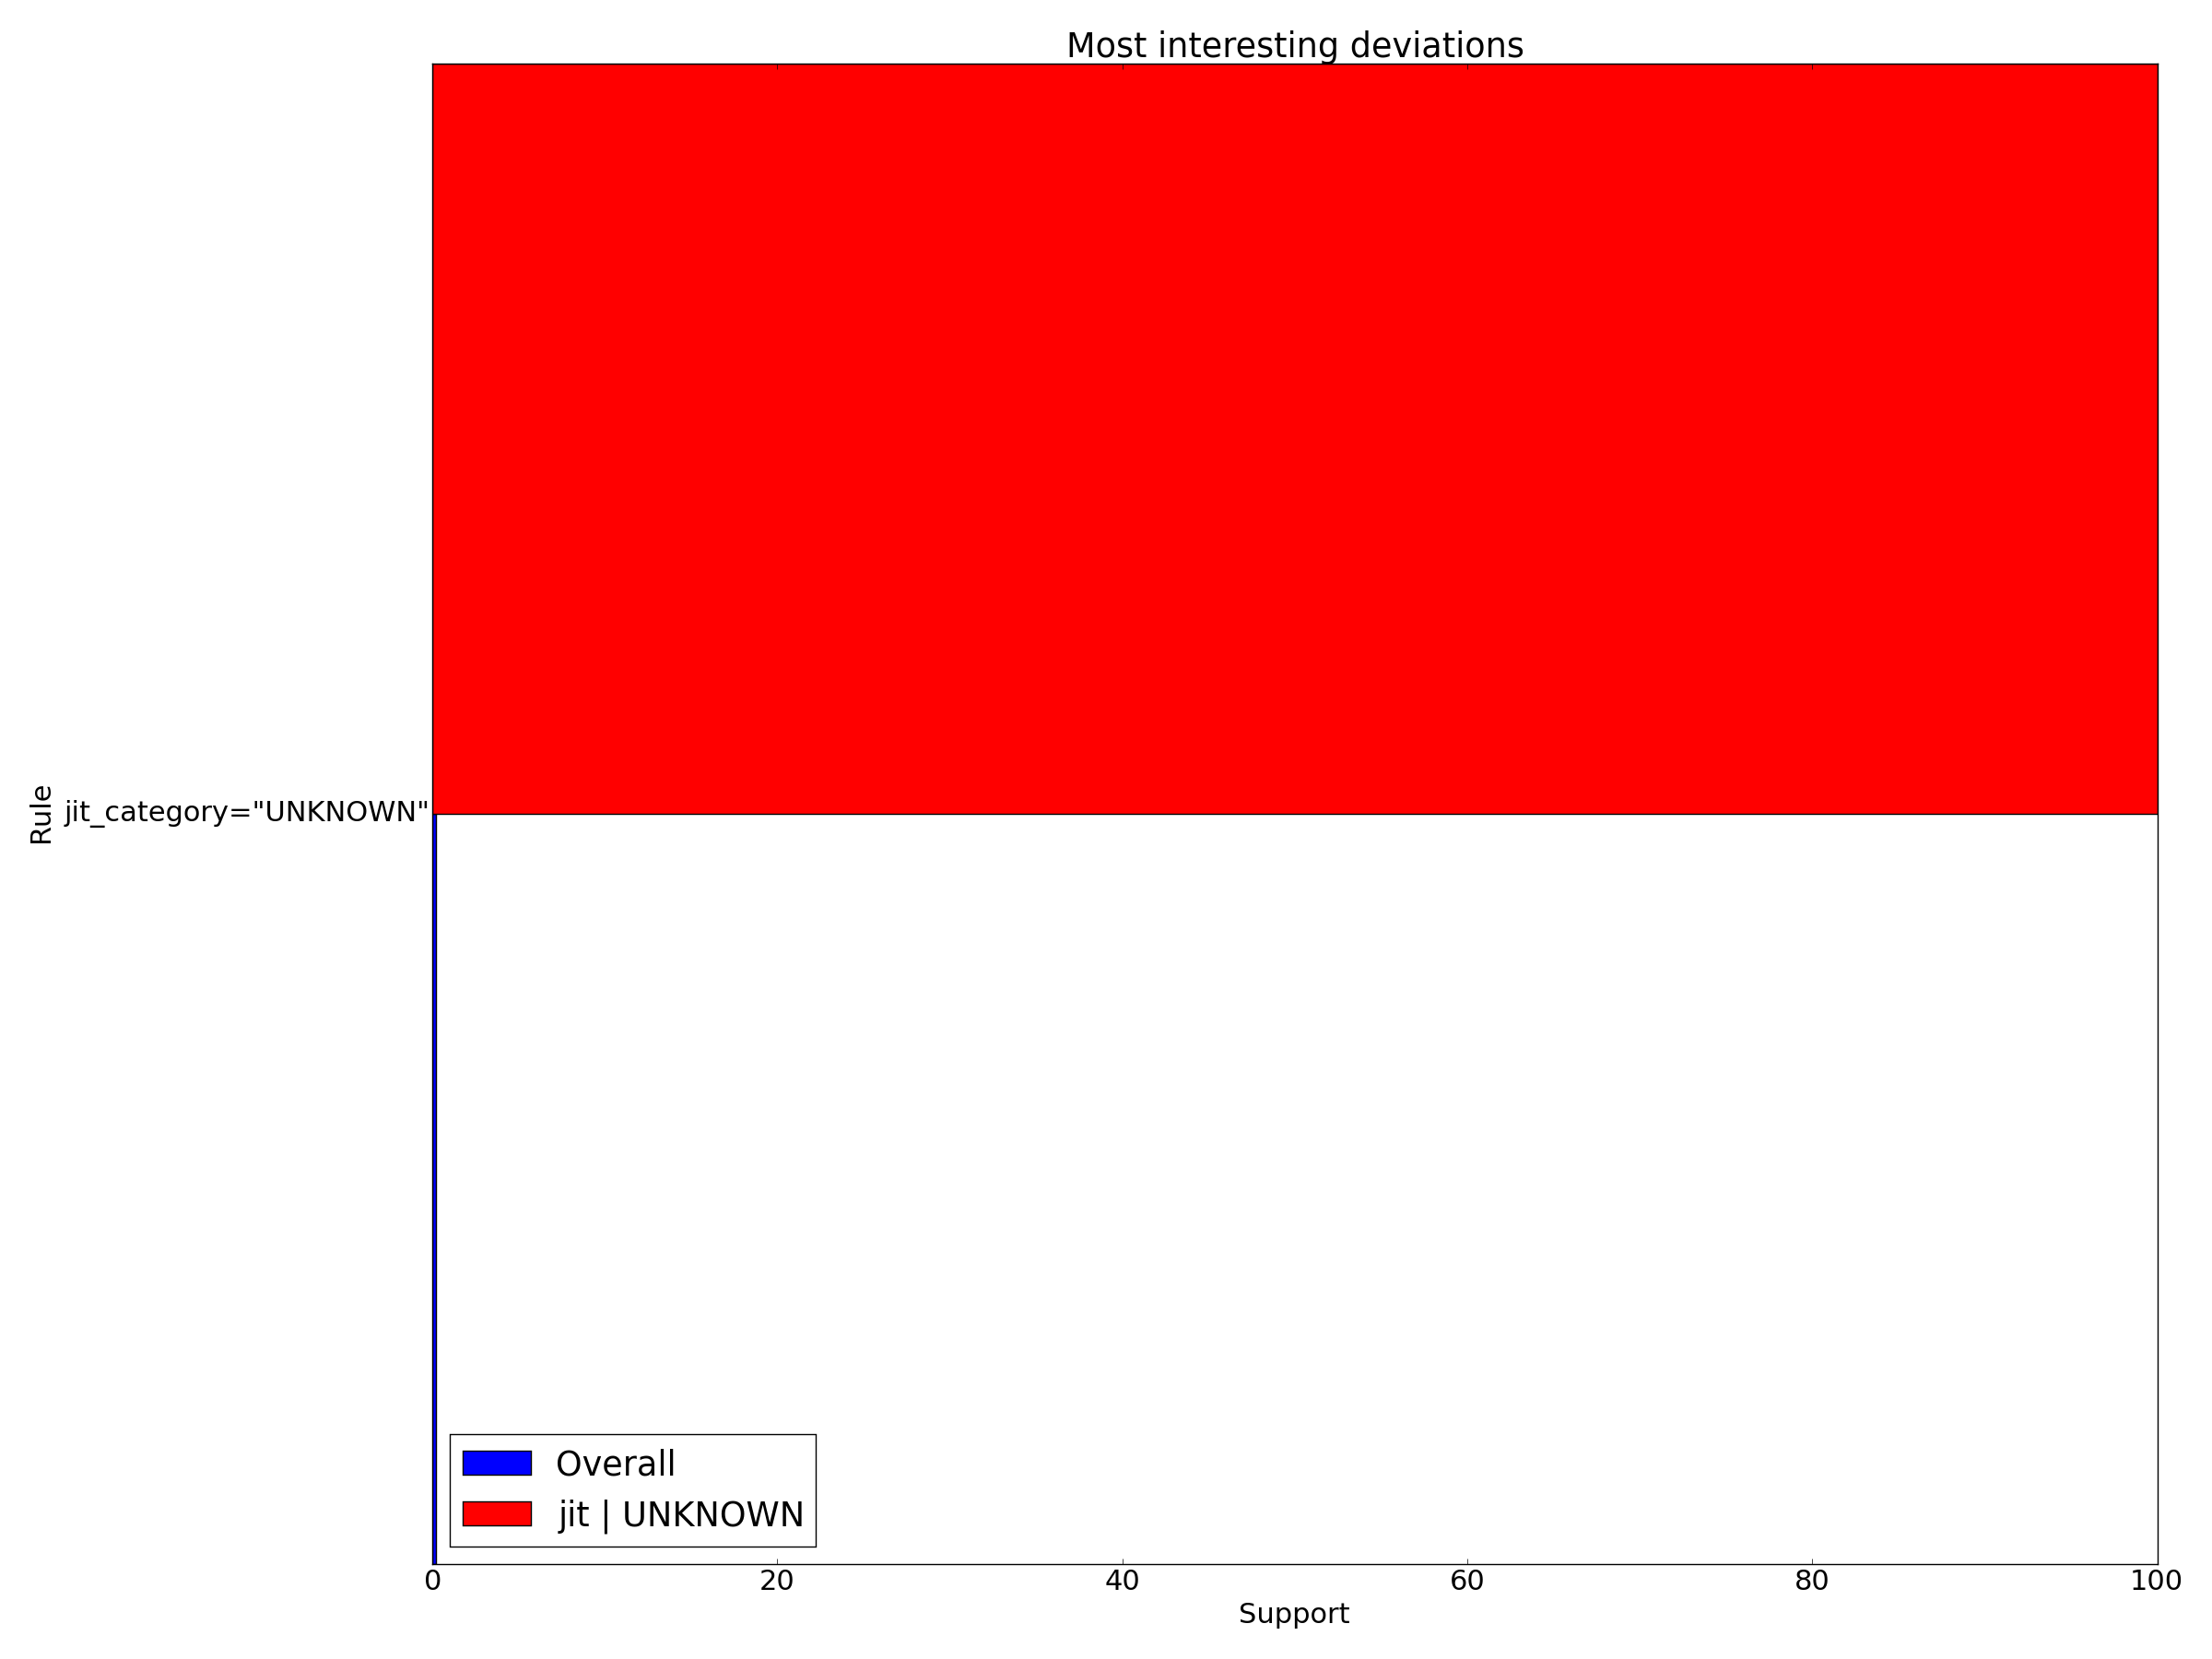 Most interesting deviations
Rule
jit_category="UNKNOWN"
Overall
jit | UNKNOWN
0 20 40 60 80 100
Support